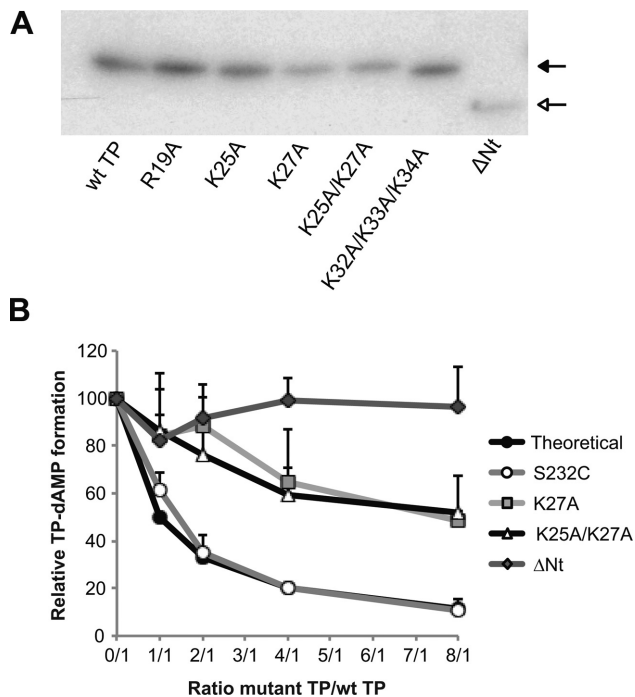 A
wt TP
R19A
K25A
K27A
K25A/K27A
K32A/K33A/K34A
ΔNt
B
Relative TP-dAMP formation
120
100
80
60
40
20
0
0/1 1/1 2/1 3/1 4/1 5/1 6/1 7/1 8/1
Ratio mutant TP/wt TP
Theoretical
S232C
K27A
K25A/K27A
ΔNt